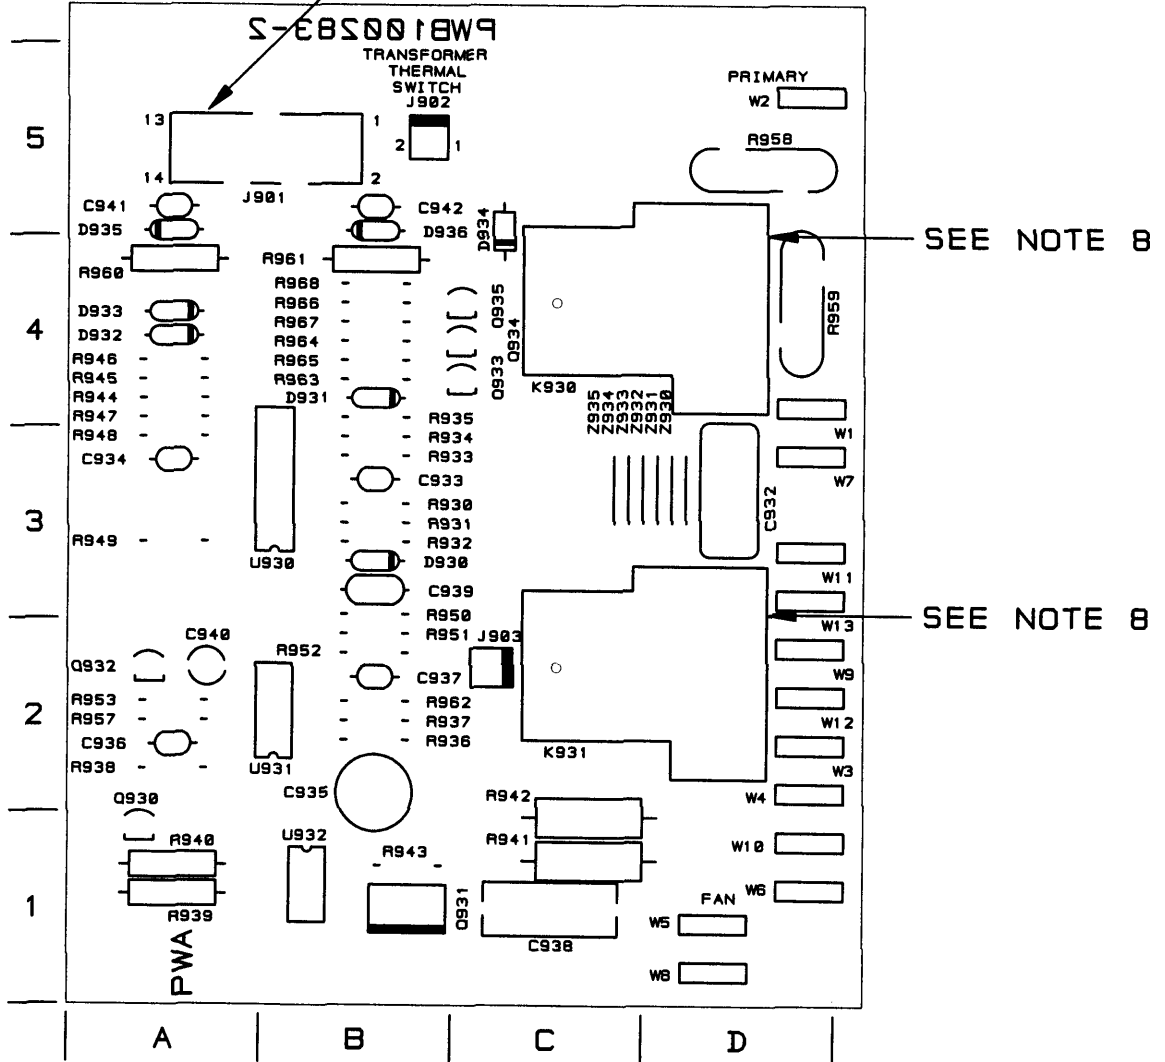 PWB100283-2
TRANSFORMER
THERMAL
SWITCH
J902
PRIMARY
W2
5
13
1
2
1
R958
14
2
J901
C941
C942
D934
D935
D936
SEE NOTE 8
R960
R961
R968
Q935
R959
4
D933
R966
D932
R967
Q934
R946
R964
R945
R965
Q933
R944
R963
K930
D931
Z935
Z934
Z933
Z932
Z931
Z930
R947
R935
W1
R948
R934
C934
R933
C933
W7
3
R930
C932
R931
R949
R932
U930
D930
W11
C939
R950
W13
SEE NOTE 8
C940
R951
J903
Q932
R952
C937
W9
2
R953
R962
R957
R937
W12
C936
R936
K931
R938
U931
W3
C935
R942
W4
Q930
U932
R941
R940
R943
W10
1
R939
Q931
W6
FAN
W5
C938
PWA
W8
A
B
C
D